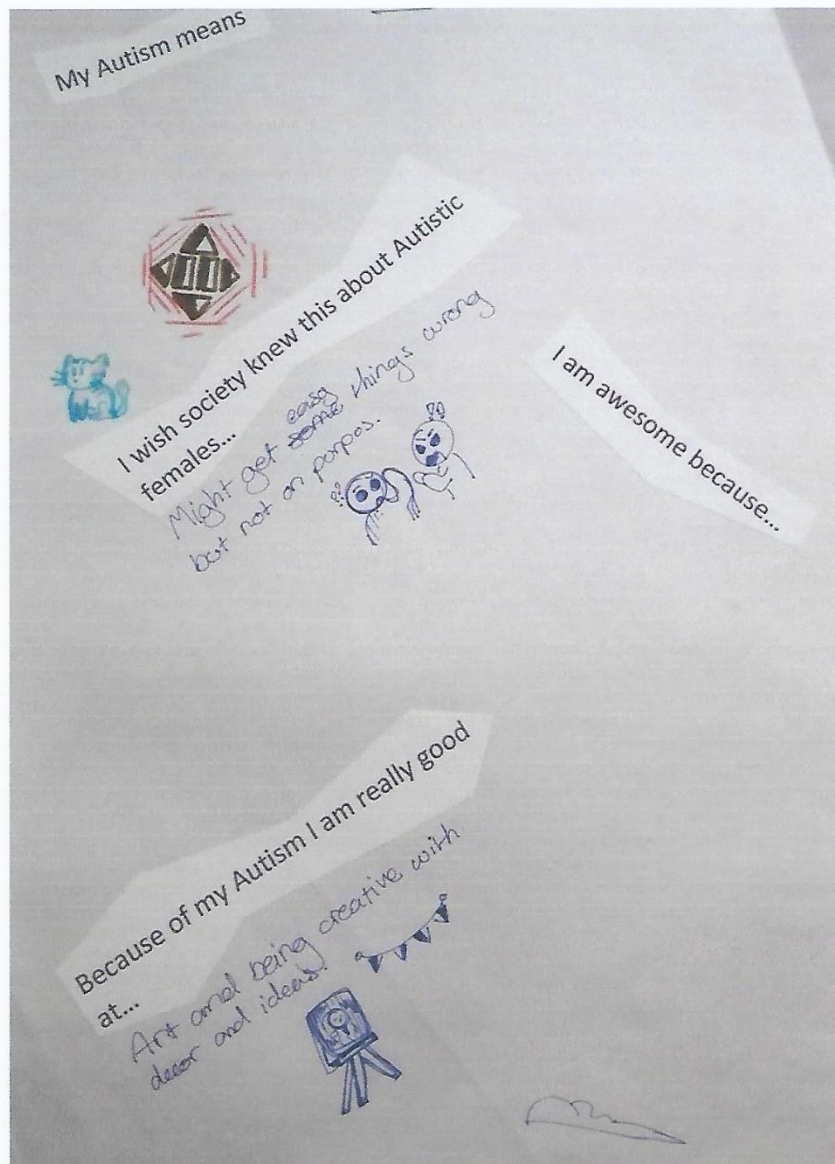 My Autism means
I wish society knew this about Autistic
females...
Might get easy some things wrong
but not on porpos.
I am awesome because...
Because of my Autism I am really good
at...
Art and being creative with
decor and ideas.